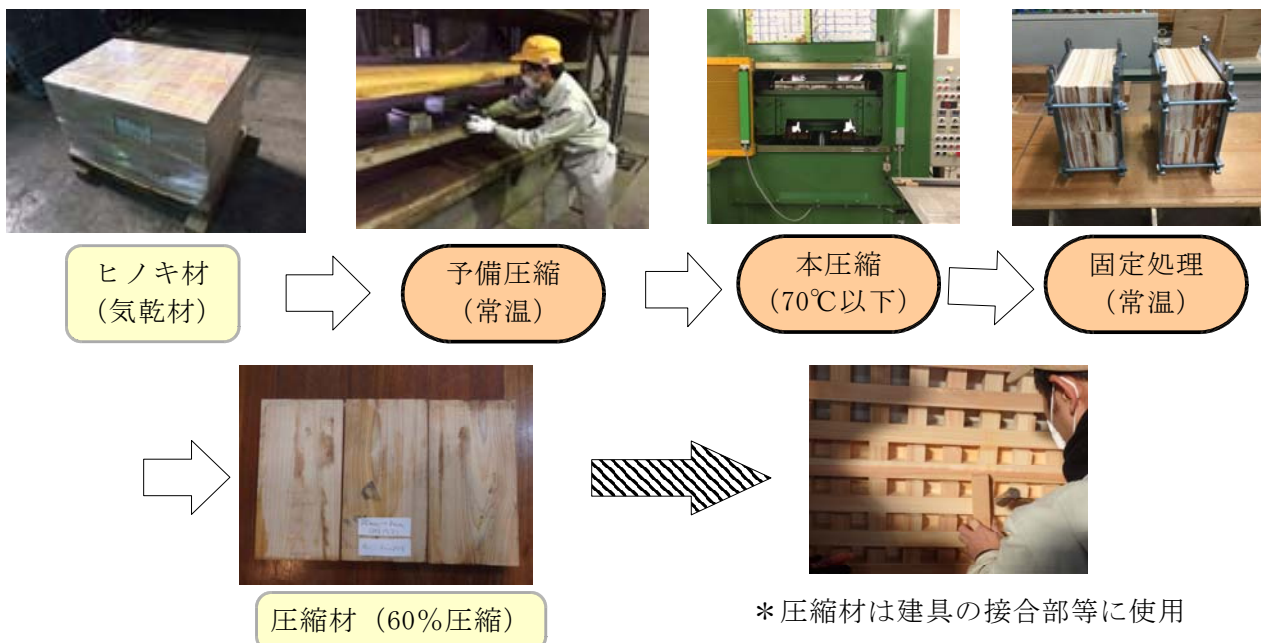 ヒノキ材
（気乾材）
予備圧縮
（常温）
本圧縮
（70℃以下）
固定処理
（常温）
圧縮材（60%圧縮）
＊圧縮材は建具の接合部等に使用